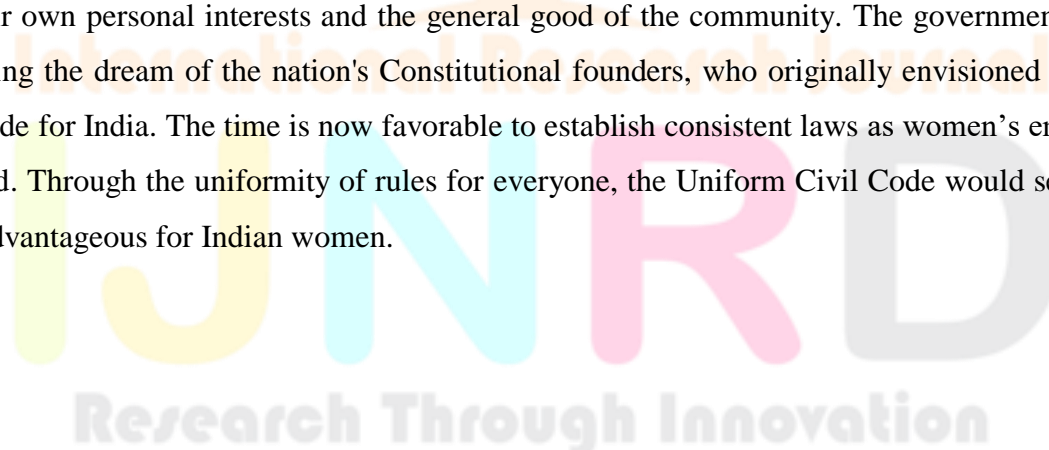 r own personal interests and the general good of the community. The governmen
International Research Journal
ing the dream of the nation's Constitutional founders, who originally envisioned
de for India. The time is now favorable to establish consistent laws as women’s e
d. Through the uniformity of rules for everyone, the Uniform Civil Code would s
dvantageous for Indian women.
IJNRD
Research Through Innovation